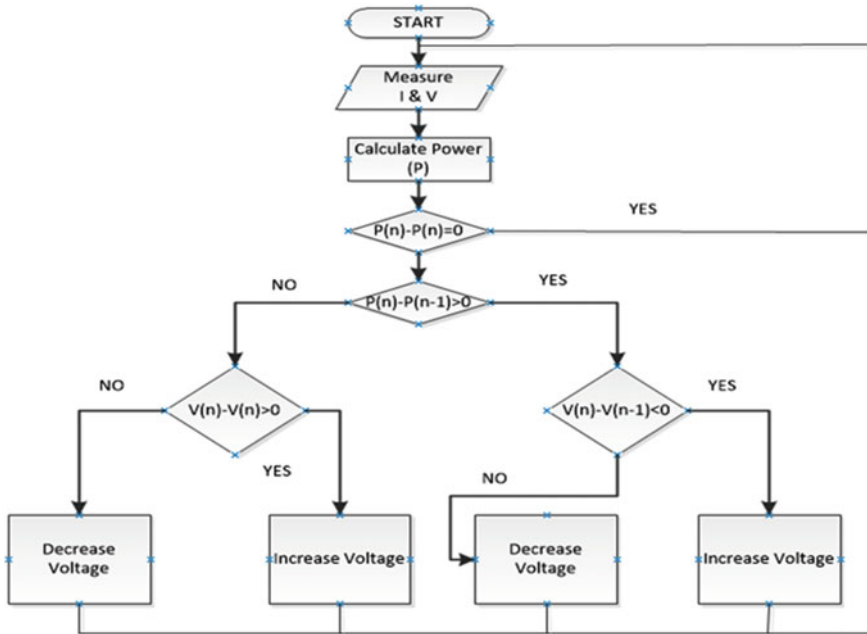 START
Measure
I & V
Calculate Power
(P)
YES
P(n)-P(n)=0
NO
P(n)-P(n-1)>0
YES
NO
V(n)-V(n)>0
YES
V(n)-V(n-1)<0
YES
NO
Decrease
Voltage
Increase Voltage
Decrease
Voltage
Increase Voltage